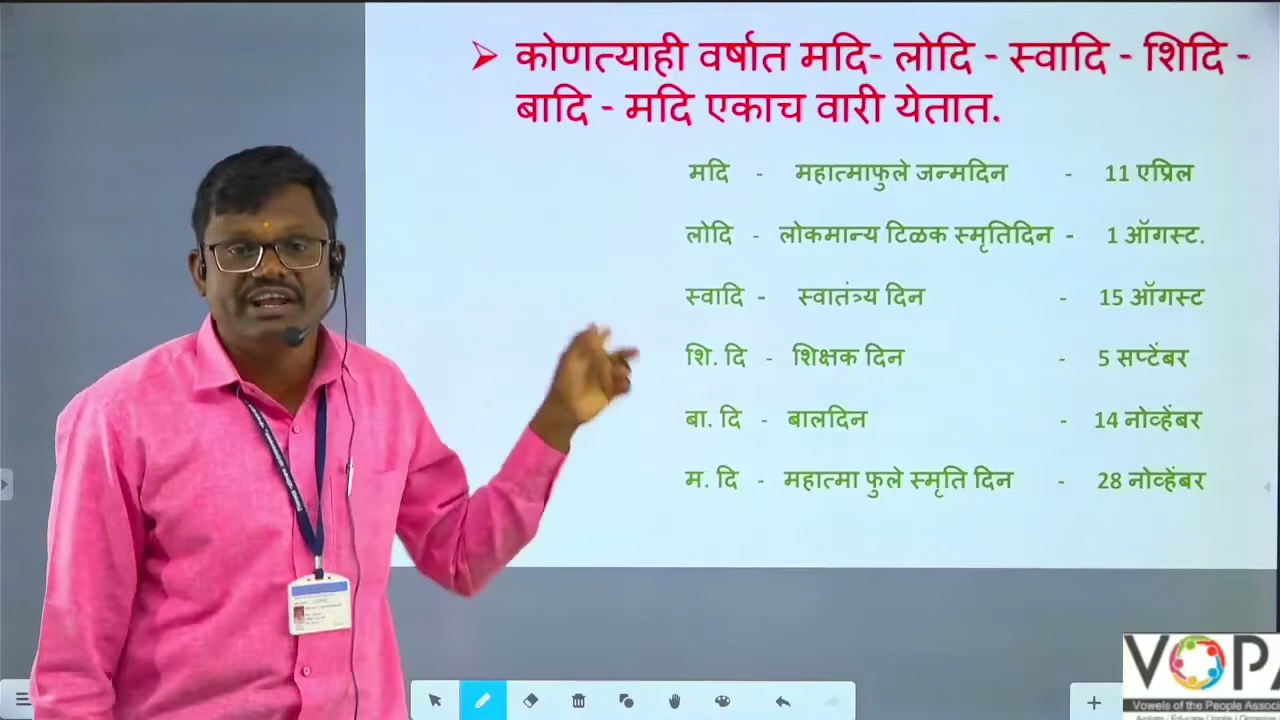 ➢ कोणत्याही वर्षात मदि- लोदि - स्वादि - शिदि -
बादि - मदि एकाच वारी येतात.
मदि - महात्माफुले जन्मदिन - 11 एप्रिल
लोदि - लोकमान्य टिळक स्मृतिदिन - 1 ऑगस्ट.
स्वादि - स्वातंत्र्य दिन - 15 ऑगस्ट
शि. दि - शिक्षक दिन - 5 सप्टेंबर
बा. दि - बालदिन - 14 नोव्हेंबर
म. दि - महात्मा फुले स्मृति दिन - 28 नोव्हेंबर
VOPA
Vowels of the People Assoc